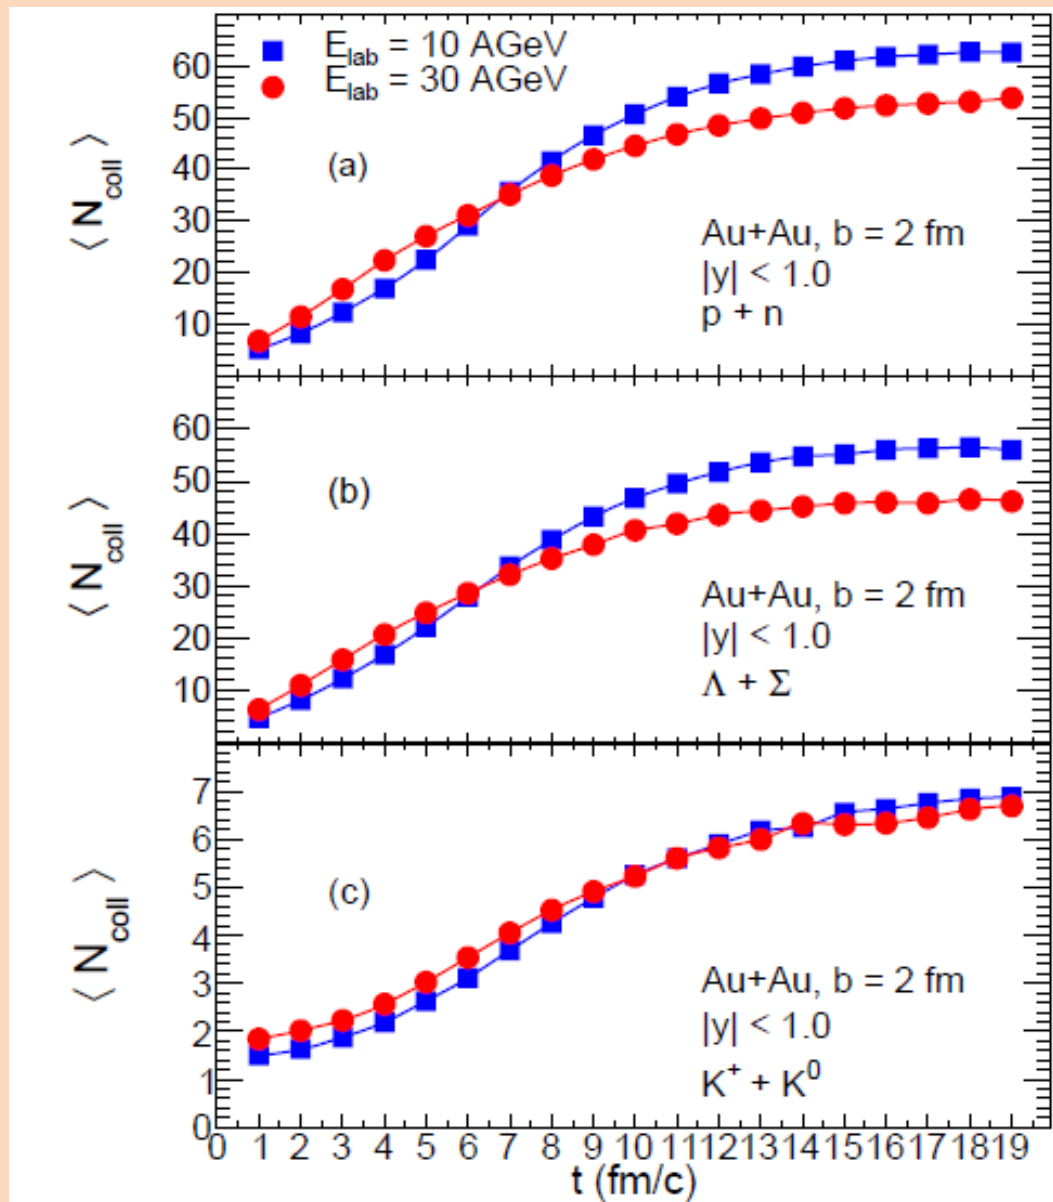 E_lab = 10 AGeV
E_lab = 30 AGeV
60
50
40
30
20
10
⟨ N_coll ⟩
(a)
Au+Au, b = 2 fm
|y| < 1.0
p + n
60
50
40
30
20
10
⟨ N_coll ⟩
(b)
Au+Au, b = 2 fm
|y| < 1.0
Λ + Σ
7
6
5
4
3
2
1
0
⟨ N_coll ⟩
(c)
Au+Au, b = 2 fm
|y| < 1.0
K⁺ + K⁰
0 1 2 3 4 5 6 7 8 9 10 11 12 13 14 15 16 17 18 19
t (fm/c)